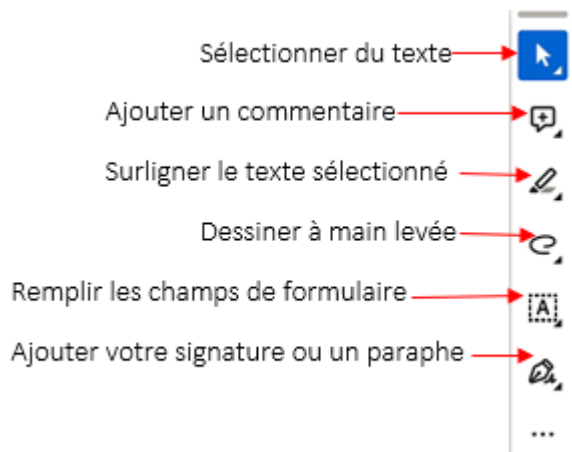 Sélectionner du texte
Ajouter un commentaire
Surligner le texte sélectionné
Dessiner à main levée
Remplir les champs de formulaire
A
Ajouter votre signature ou un paraphe